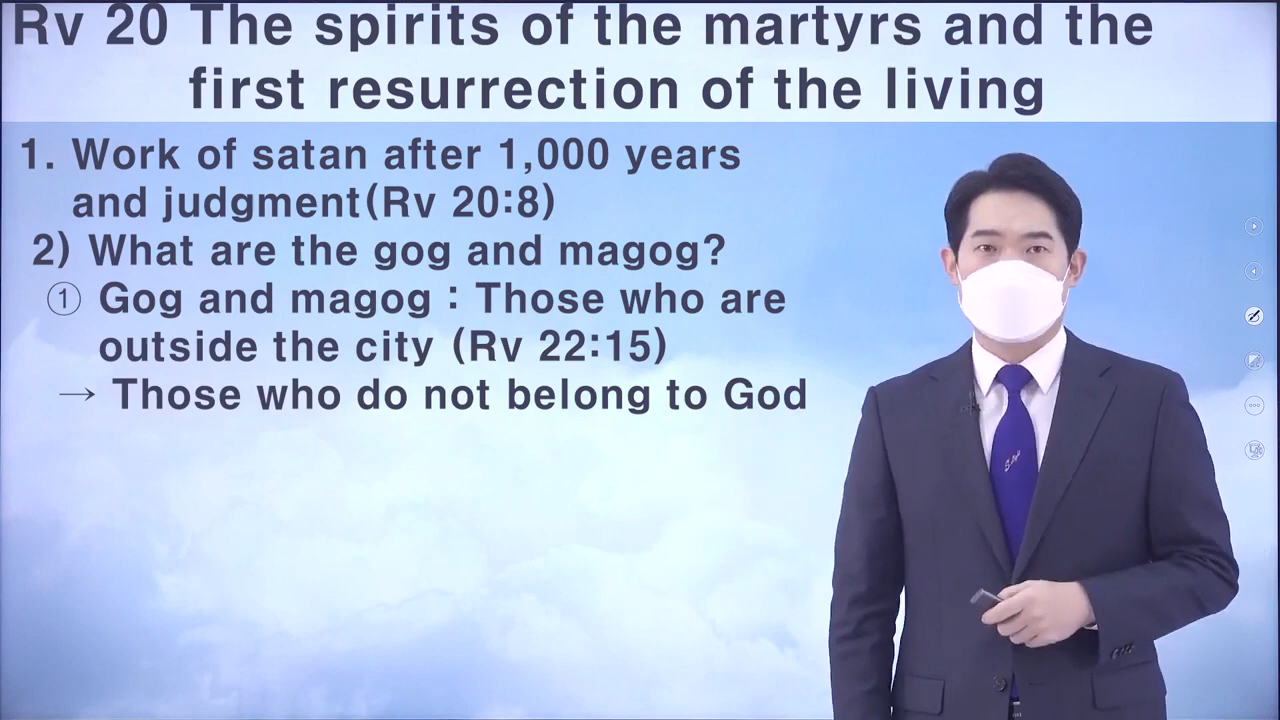 Rv 20 The spirits of the martyrs and the
first resurrection of the living
1. Work of satan after 1,000 years
and judgment(Rv 20:8)
2) What are the gog and magog?
① Gog and magog : Those who are
outside the city (Rv 22:15)
→ Those who do not belong to God